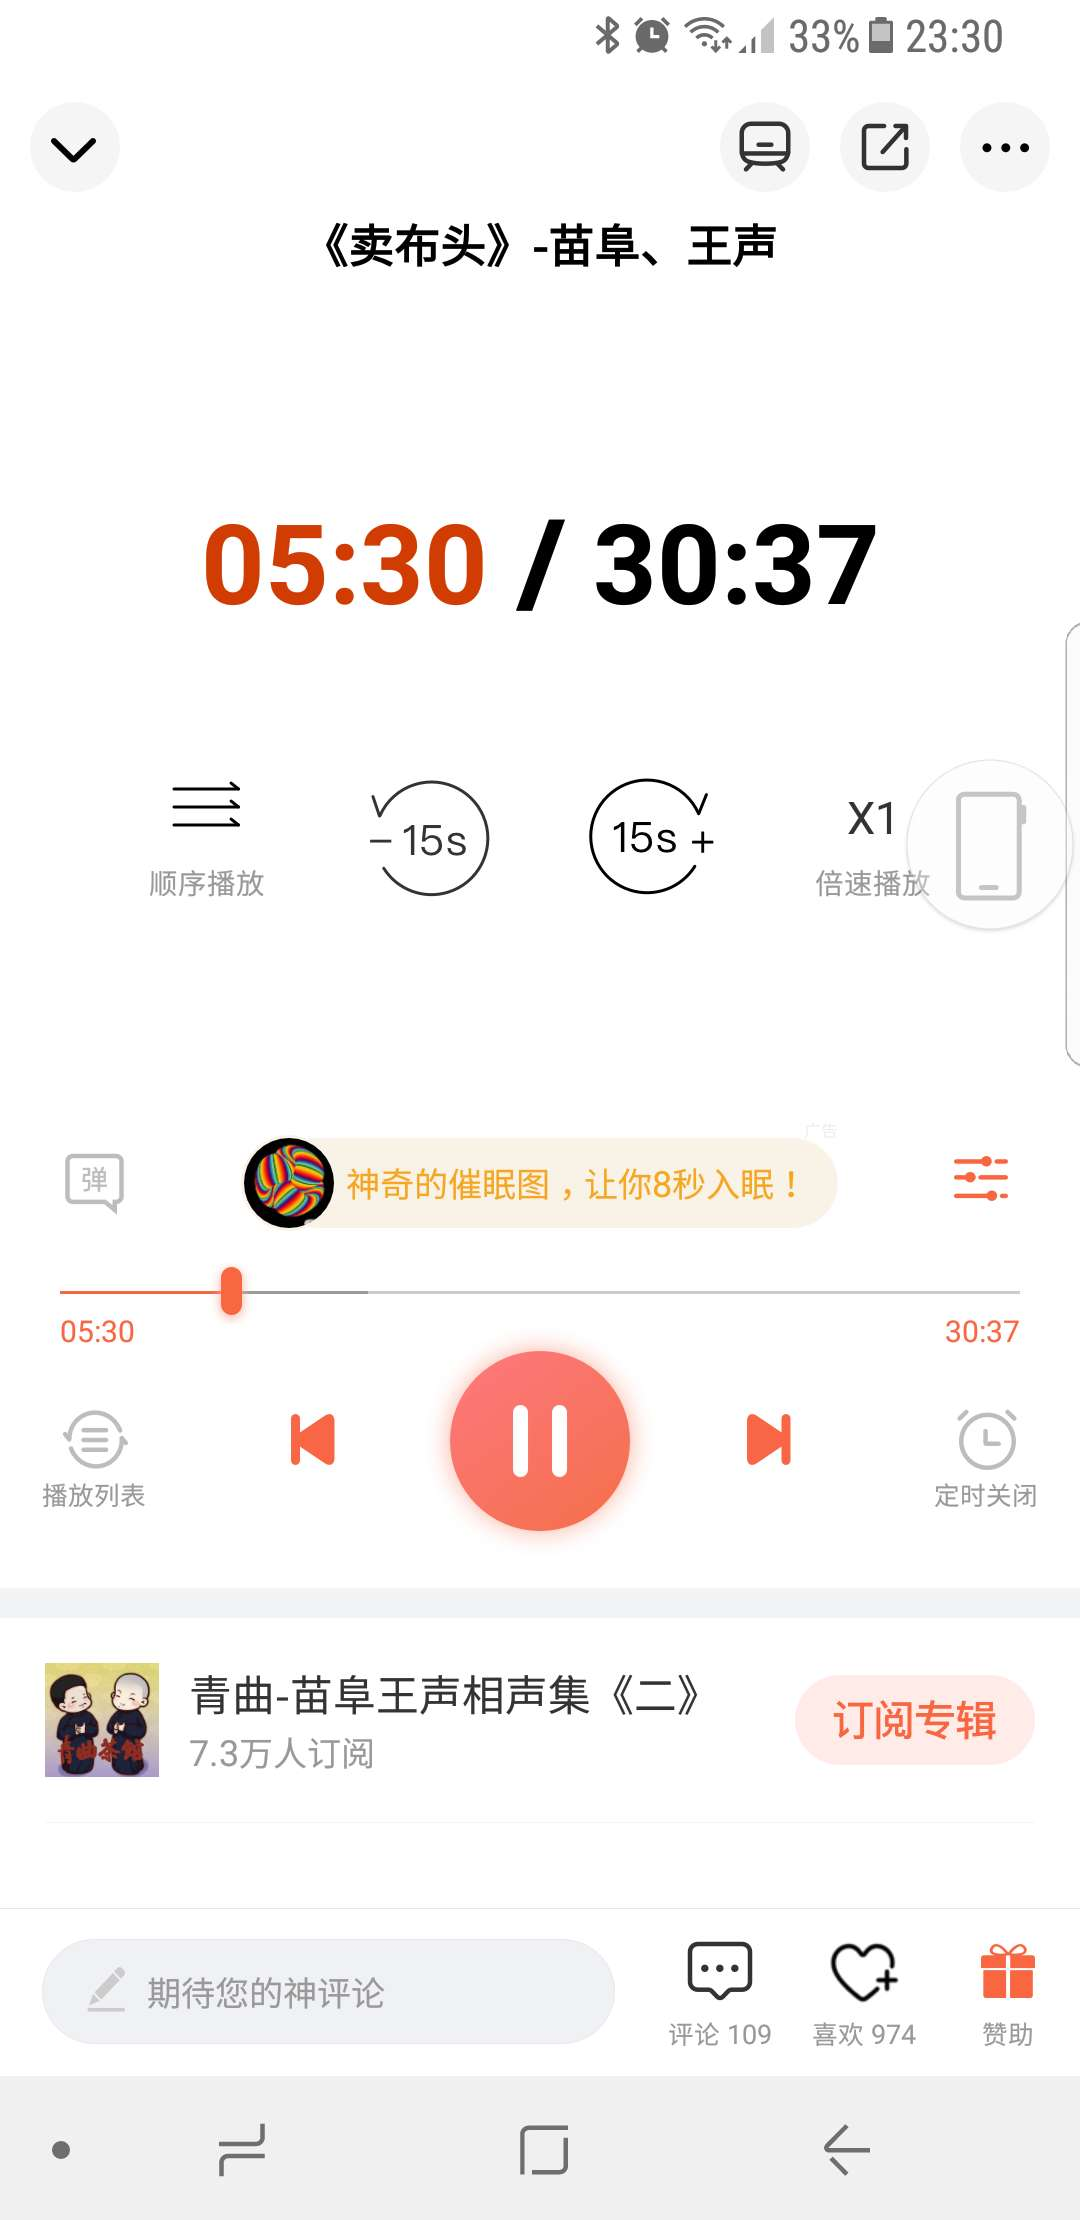 33% 23:30
《卖布头》-苗阜、王声
05:30 / 30:37
- 15s
15s +
X1
顺序播放
倍速播放
广告
弹
神奇的催眠图，让你8秒入眠！
05:30
30:37
播放列表
定时关闭
青曲-苗阜王声相声集《二》
7.3万人订阅
订阅专辑
青曲茶馆
期待您的神评论
评论 109
喜欢 974
赞助